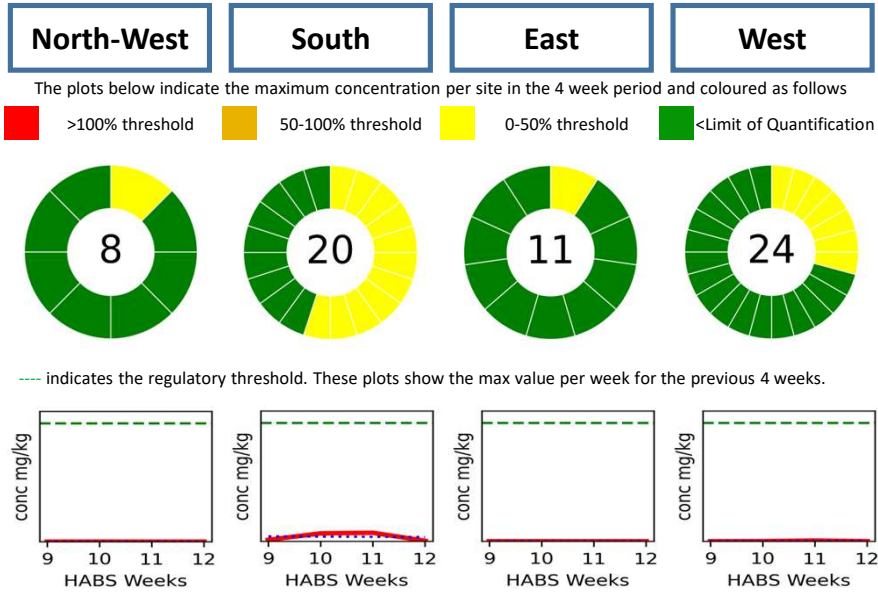 North-West South East West
The plots below indicate the maximum concentration per site in the 4 week period and coloured as follows
>100% threshold 50-100% threshold 0-50% threshold <Limit of Quantification
8 20 11 24
---- indicates the regulatory threshold. These plots show the max value per week for the previous 4 weeks.
conc mg/kg conc mg/kg conc mg/kg conc mg/kg
9 10 11 12 9 10 11 12 9 10 11 12 9 10 11 12
HABS Weeks HABS Weeks HABS Weeks HABS Weeks